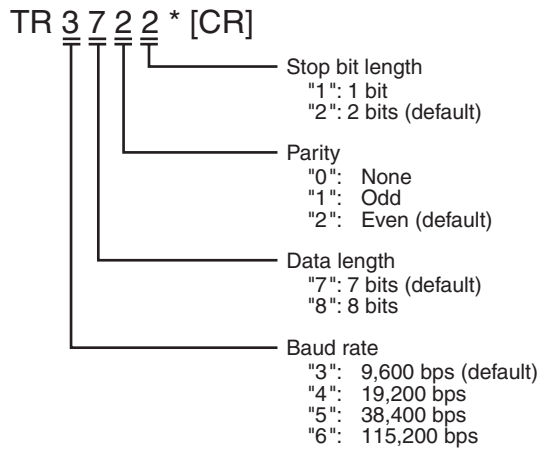 TR 3 7 2 2 * [CR]
Stop bit length
"1": 1 bit
"2": 2 bits (default)
Parity
"0": None
"1": Odd
"2": Even (default)
Data length
"7": 7 bits (default)
"8": 8 bits
Baud rate
"3": 9,600 bps (default)
"4": 19,200 bps
"5": 38,400 bps
"6": 115,200 bps